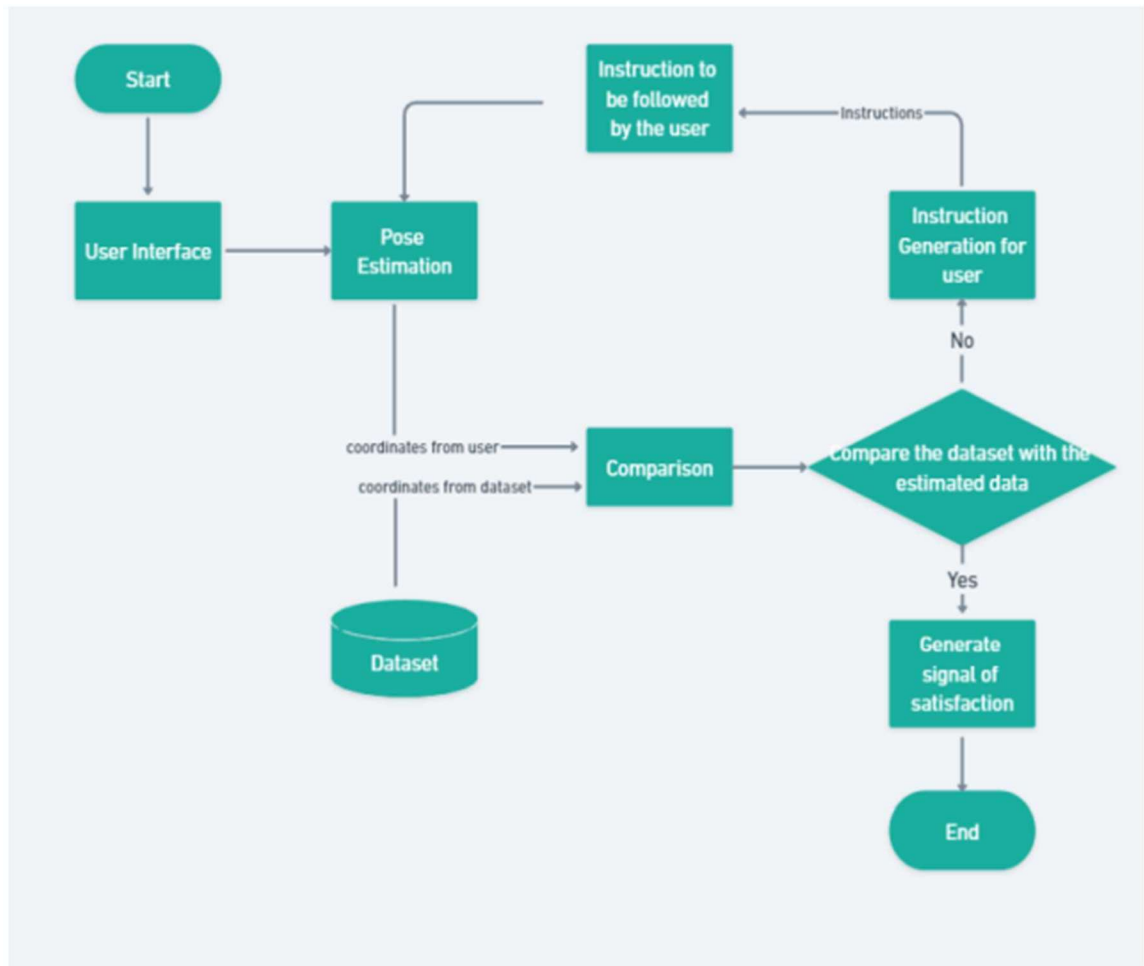 Start
Instruction to
be followed
by the user
Instructions
User Interface
Pose
Estimation
Instruction
Generation for
user
No
coordinates from user
coordinates from dataset
Comparison
Compare the dataset with the
estimated data
Yes
Dataset
Generate
signal of
satisfaction
End